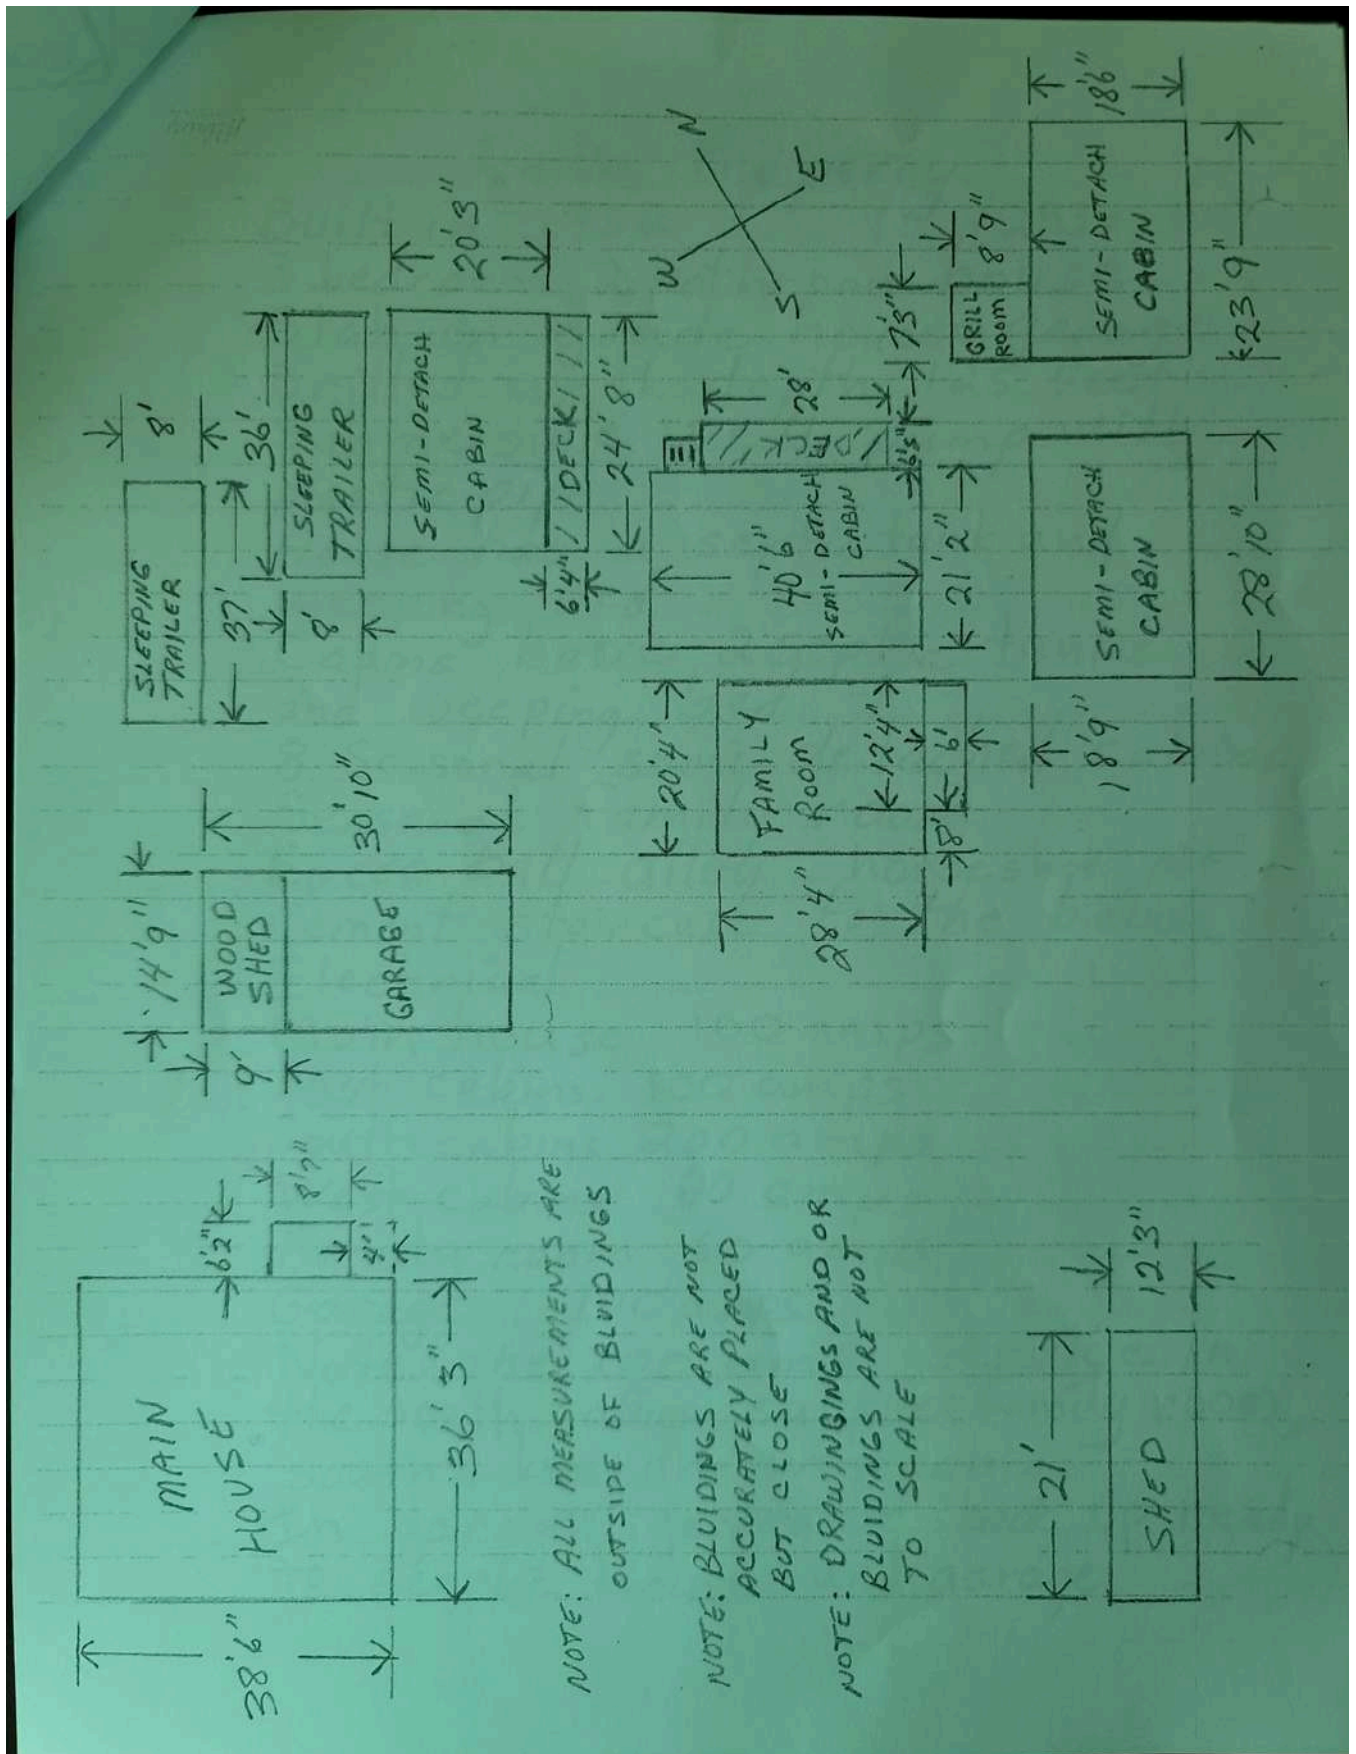 MAIN
HOUSE
38'6"
36' 3"
6'2"
4'
14'9"
WOOD
SHED
9'
GARAGE
30'10"
SLEEPING
TRAILER
8'
37'
SLEEPING
TRAILER
36'
8'
SEMI-DETACH
CABIN
20'3"
DECK
6'4"
24' 8"
W
N
S
E
NOTE: ALL MEASUREMENTS ARE
OUTSIDE OF BLUIDINGS
NOTE: BLUIDINGS ARE NOT
ACCURATELY PLACED
BUT CLOSE
NOTE: DRAWINGINGS AND OR
BLUIDINGS ARE NOT
TO SCALE
20'4"
FAMILY
ROOM
28'4"
12'4"
8'
6'
40'6"
SEMI-DETACH
CABIN
DECK
28'
21' 2"
7'3"
GRILL
ROOM
8'9"
SEMI-DETACH
CABIN
18'6"
23' 9"
SEMI-DETACH
CABIN
18'9"
28' 10"
21'
SHED
12'3"